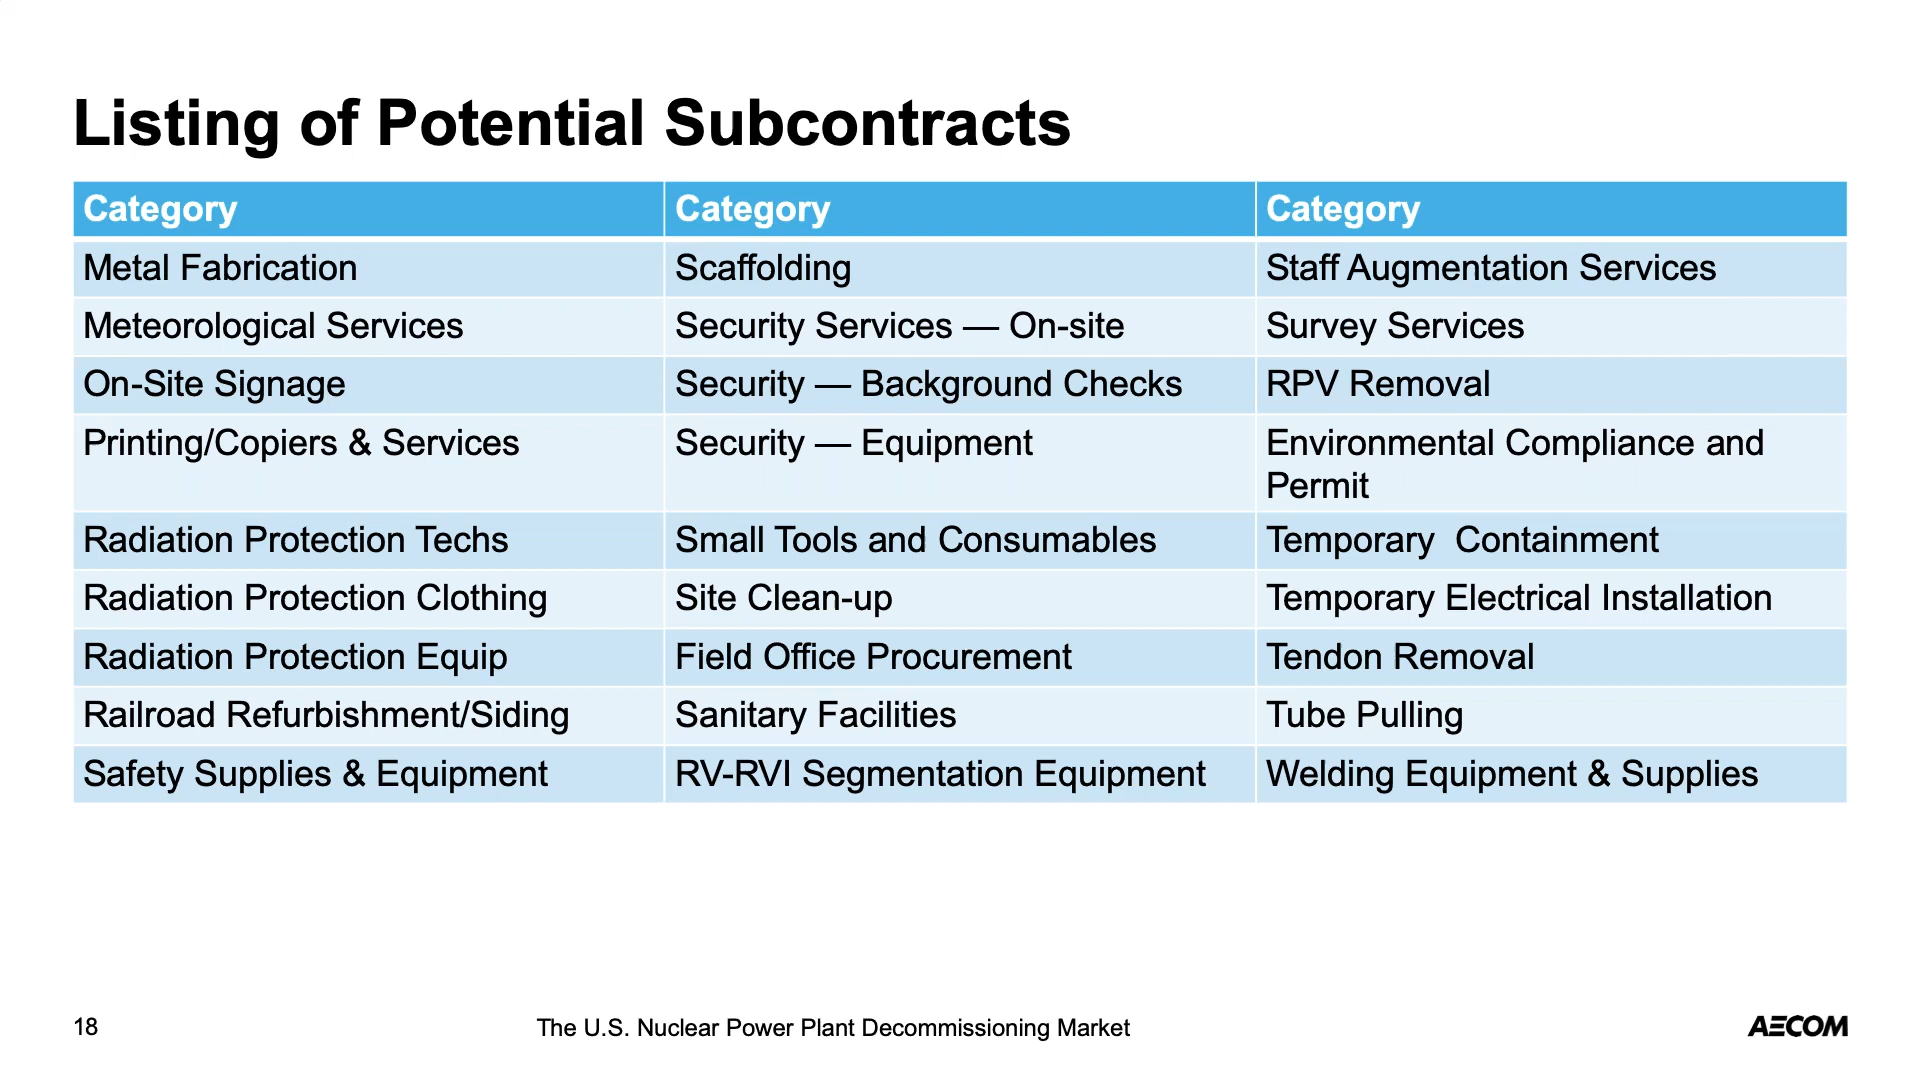 Listing of Potential Subcontracts
Category Category Category
Metal Fabrication Scaffolding Staff Augmentation Services
Meteorological Services Security Services — On-site Survey Services
On-Site Signage Security — Background Checks RPV Removal
Printing/Copiers & Services Security — Equipment Environmental Compliance and
Permit
Radiation Protection Techs Small Tools and Consumables Temporary  Containment
Radiation Protection Clothing Site Clean-up Temporary Electrical Installation
Radiation Protection Equip Field Office Procurement Tendon Removal
Railroad Refurbishment/Siding Sanitary Facilities Tube Pulling
Safety Supplies & Equipment RV-RVI Segmentation Equipment Welding Equipment & Supplies
18 The U.S. Nuclear Power Plant Decommissioning Market AECOM